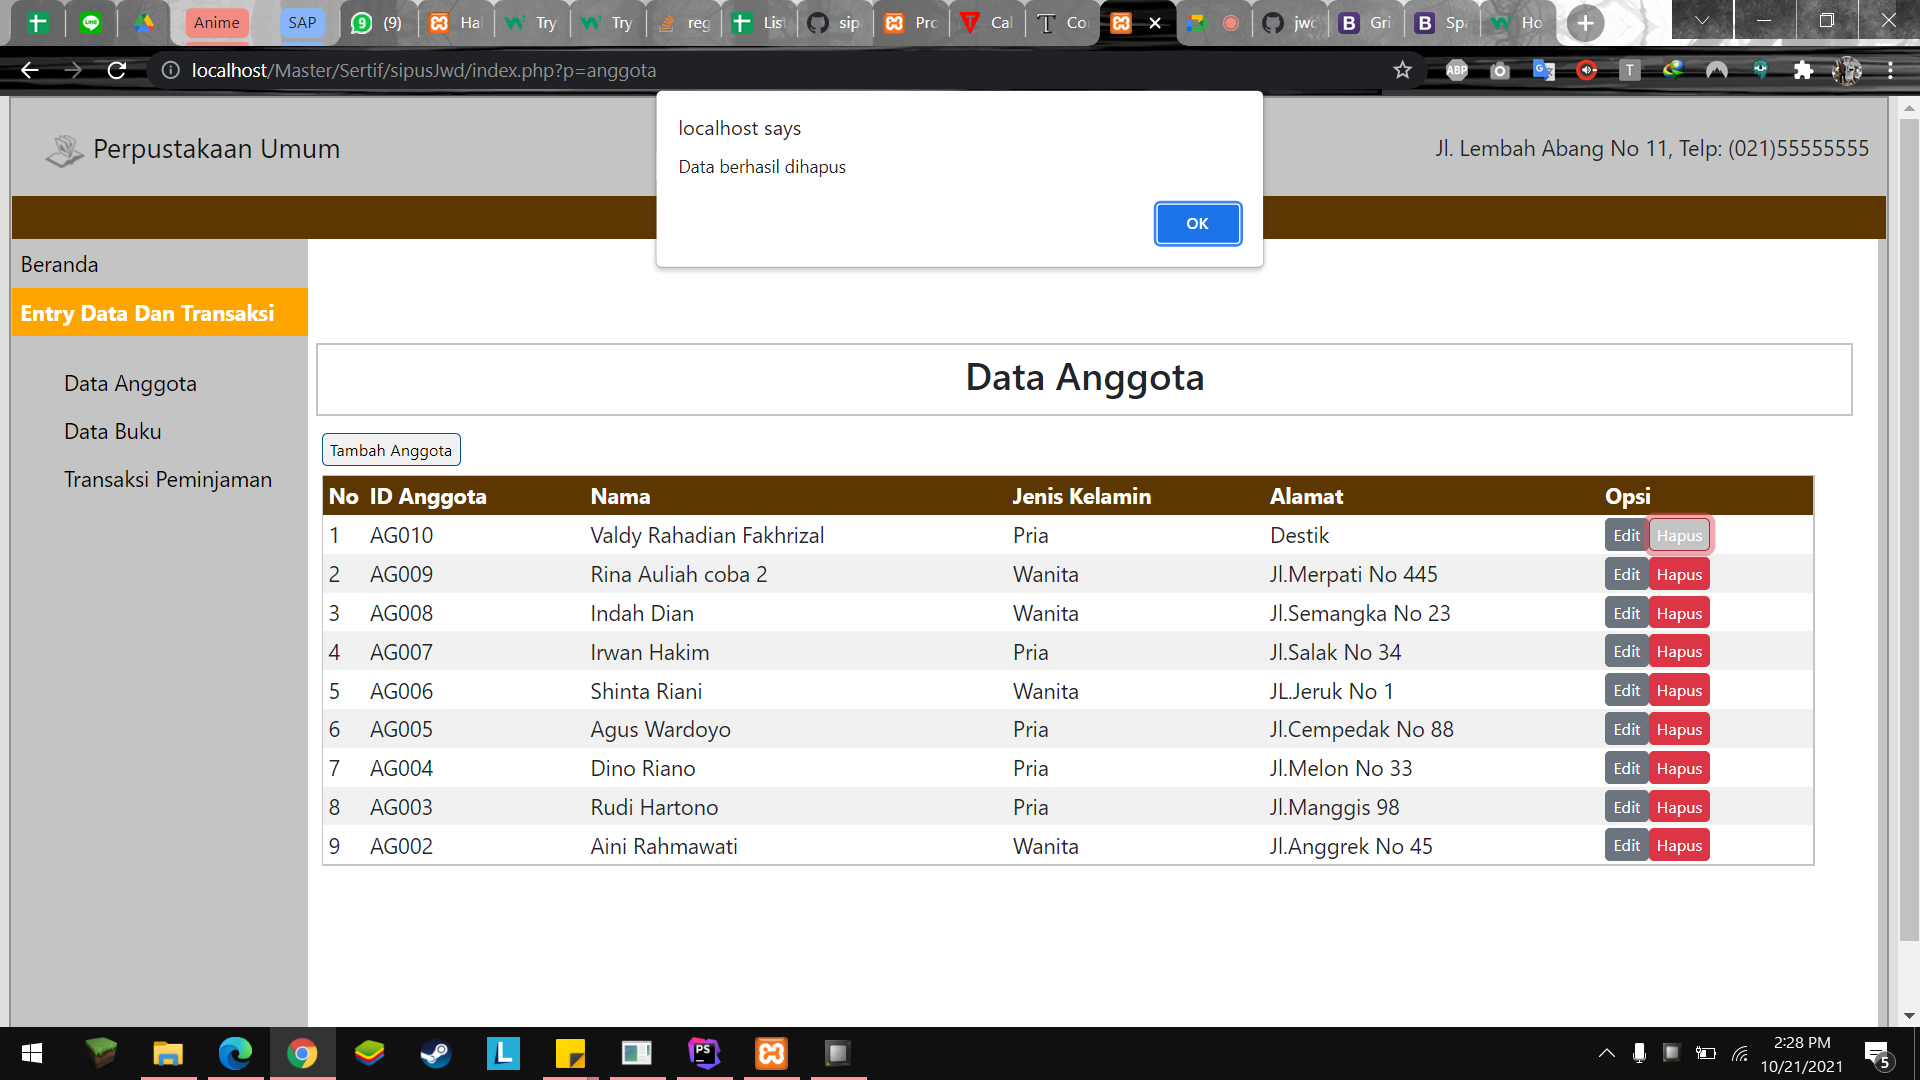 Anime SAP (9) Ha Try Try reg List sip Pro Cal Co Gri Spa Ho
localhost/Master/Sertif/sipusJwd/index.php?p=anggota
ABP
localhost says
Data berhasil dihapus
OK
Perpustakaan Umum
Jl. Lembah Abang No 11, Telp: (021)55555555
Beranda
Entry Data Dan Transaksi
Data Anggota
Data Buku
Transaksi Peminjaman
Data Anggota
Tambah Anggota
No ID Anggota Nama Jenis Kelamin Alamat Opsi
1 AG010 Valdy Rahadian Fakhrizal Pria Destik Edit Hapus
2 AG009 Rina Auliah coba 2 Wanita Jl.Merpati No 445 Edit Hapus
3 AG008 Indah Dian Wanita Jl.Semangka No 23 Edit Hapus
4 AG007 Irwan Hakim Pria Jl.Salak No 34 Edit Hapus
5 AG006 Shinta Riani Wanita JL.Jeruk No 1 Edit Hapus
6 AG005 Agus Wardoyo Pria Jl.Cempedak No 88 Edit Hapus
7 AG004 Dino Riano Pria Jl.Melon No 33 Edit Hapus
8 AG003 Rudi Hartono Pria Jl.Manggis 98 Edit Hapus
9 AG002 Aini Rahmawati Wanita Jl.Anggrek No 45 Edit Hapus
2:28 PM
10/21/2021
5